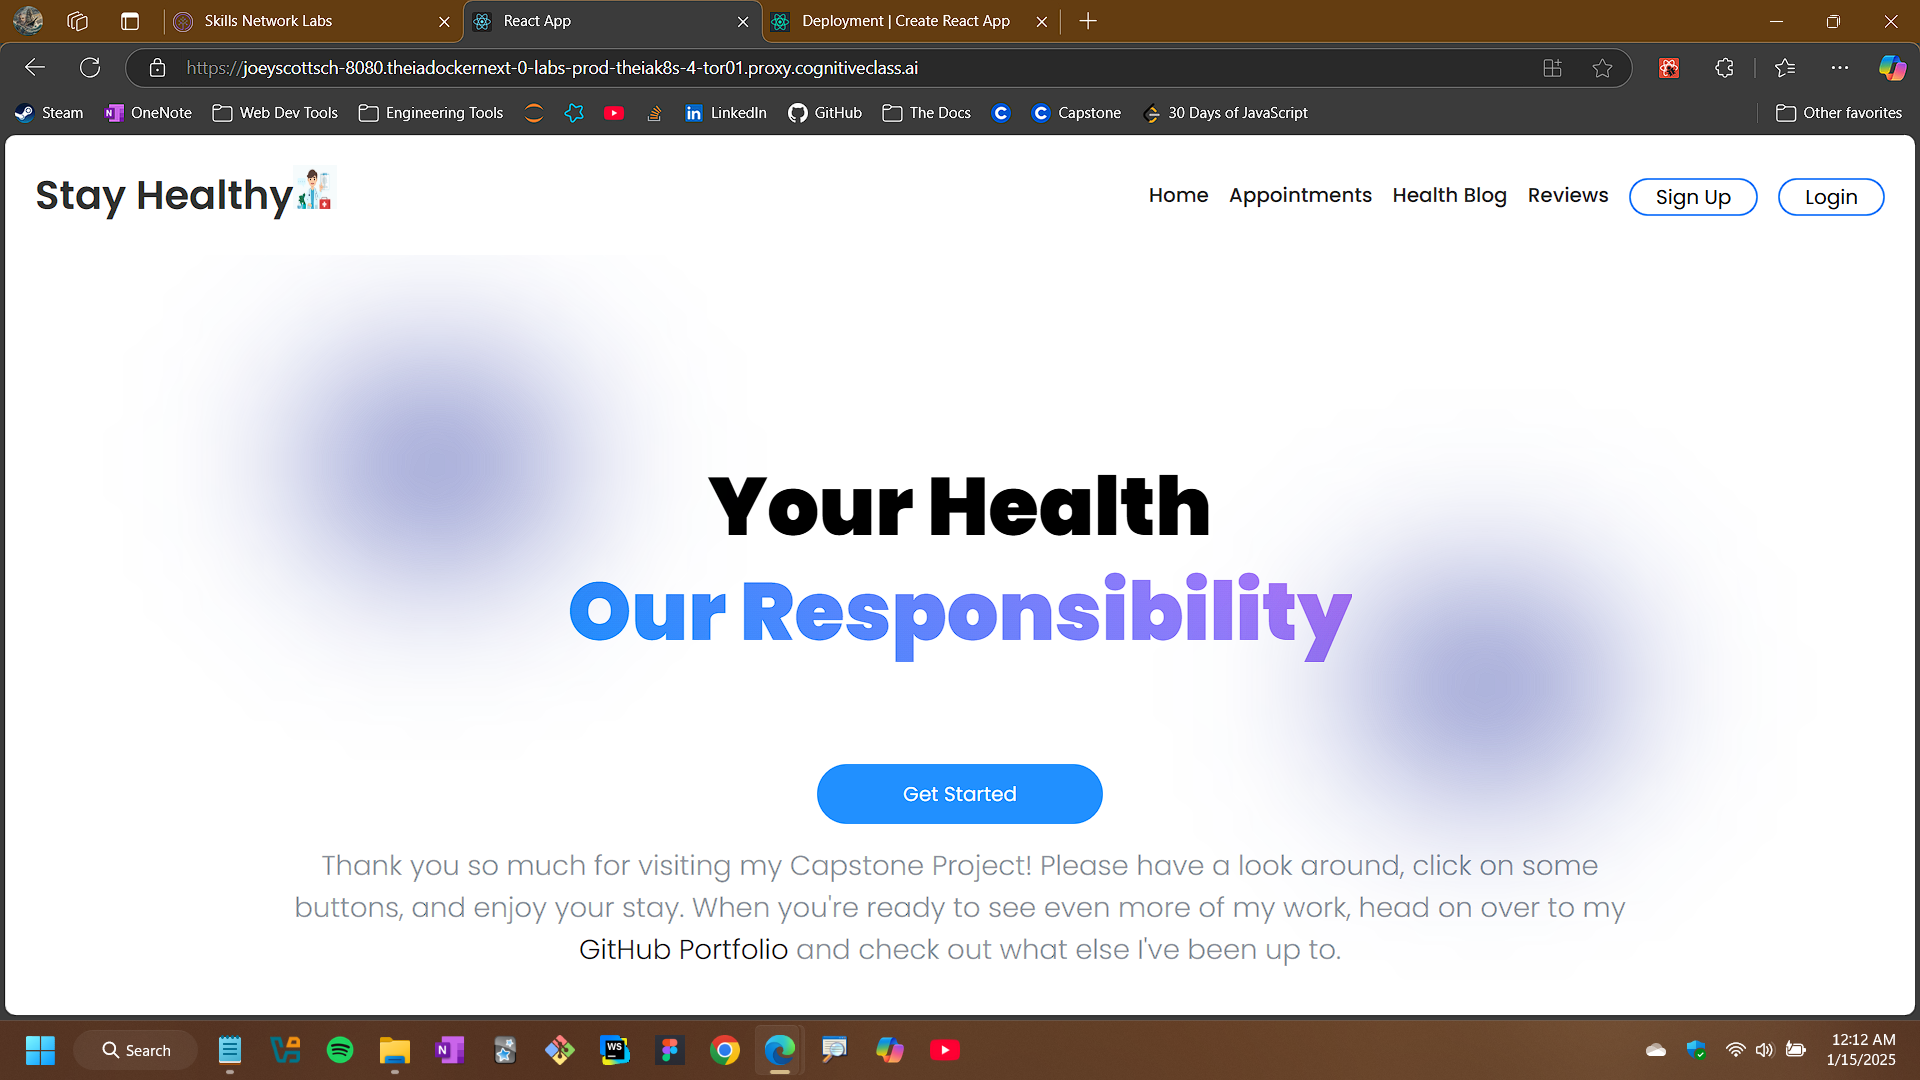 Skills Network Labs
React App
Deployment | Create React App
https://joeyscottsch-8080.theiadockernext-0-labs-prod-theiak8s-4-tor01.proxy.cognitiveclass.ai
Steam
OneNote
Web Dev Tools
Engineering Tools
LinkedIn
GitHub
The Docs
Capstone
30 Days of JavaScript
Other favorites
Stay Healthy
Home
Appointments
Health Blog
Reviews
Sign Up
Login
Your Health
Our Responsibility
Get Started
Thank you so much for visiting my Capstone Project! Please have a look around, click on some
buttons, and enjoy your stay. When you're ready to see even more of my work, head on over to my
GitHub Portfolio and check out what else I've been up to.
Search
WS
12:12 AM
1/15/2025